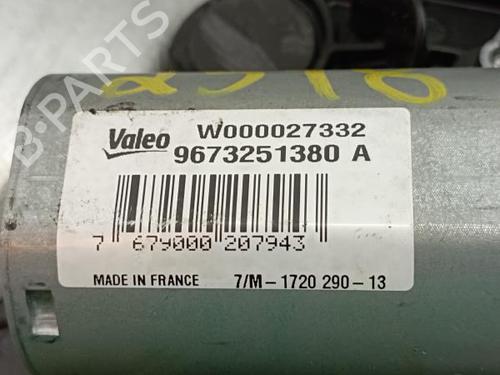 Valeo W000027332
9673251380 A
7 679000 207943
MADE IN FRANCE 7/M-1720 290-13
B-PARTS